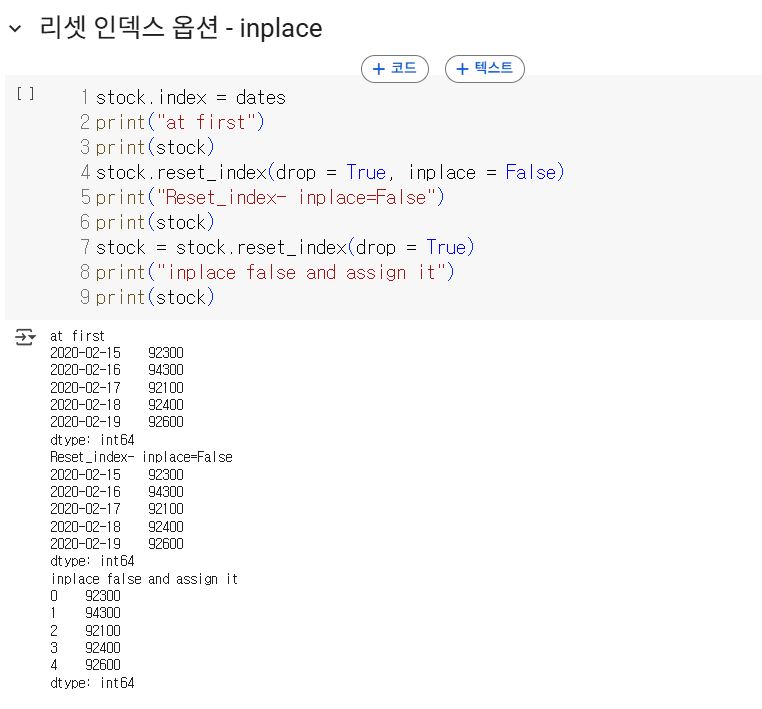 리셋 인덱스 옵션 - inplace
+ 코드 + 텍스트
[ ] 1 stock.index = dates
2 print("at first")
3 print(stock)
4 stock.reset_index(drop = True, inplace = False)
5 print("Reset_index- inplace=False")
6 print(stock)
7 stock = stock.reset_index(drop = True)
8 print("inplace false and assign it")
9 print(stock)
at first
2020-02-15    92300
2020-02-16    94300
2020-02-17    92100
2020-02-18    92400
2020-02-19    92600
dtype: int64
Reset_index- inplace=False
2020-02-15    92300
2020-02-16    94300
2020-02-17    92100
2020-02-18    92400
2020-02-19    92600
dtype: int64
inplace false and assign it
0    92300
1    94300
2    92100
3    92400
4    92600
dtype: int64